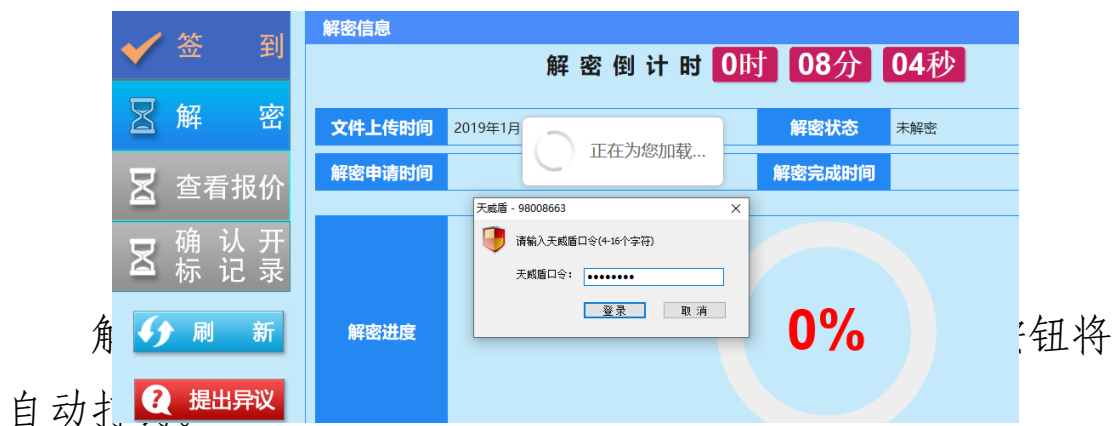 签 到
解 密
查看报价
确 认 开
标 记 录
刷 新
提出异议
解密信息
解 密 倒 计 时 0时 08分 04秒
文件上传时间 2019年1月 解密状态 未解密
正在为您加载...
解密申请时间 解密完成时间
天威盾 - 98008663
请输入天威盾口令(4-16个字符)
天威盾口令: ••••••••
登录 取消
解密进度 0%
钮将
自动